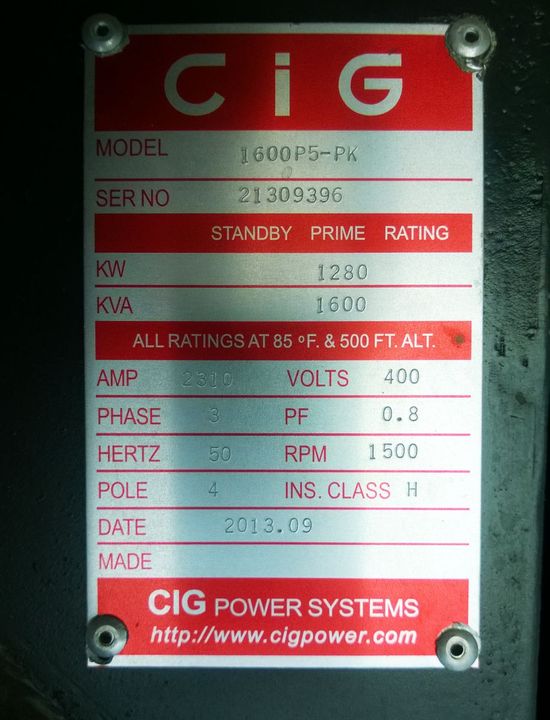 CiG
MODEL 1600P5-PK
SER NO 21309396
STANDBY PRIME RATING
KW 1280
KVA 1600
ALL RATINGS AT 85 ºF. & 500 FT. ALT.
AMP 2310 VOLTS 400
PHASE 3 PF 0.8
HERTZ 50 RPM 1500
POLE 4 INS. CLASS H
DATE 2013.09
MADE
CIG POWER SYSTEMS
http://www.cigpower.com